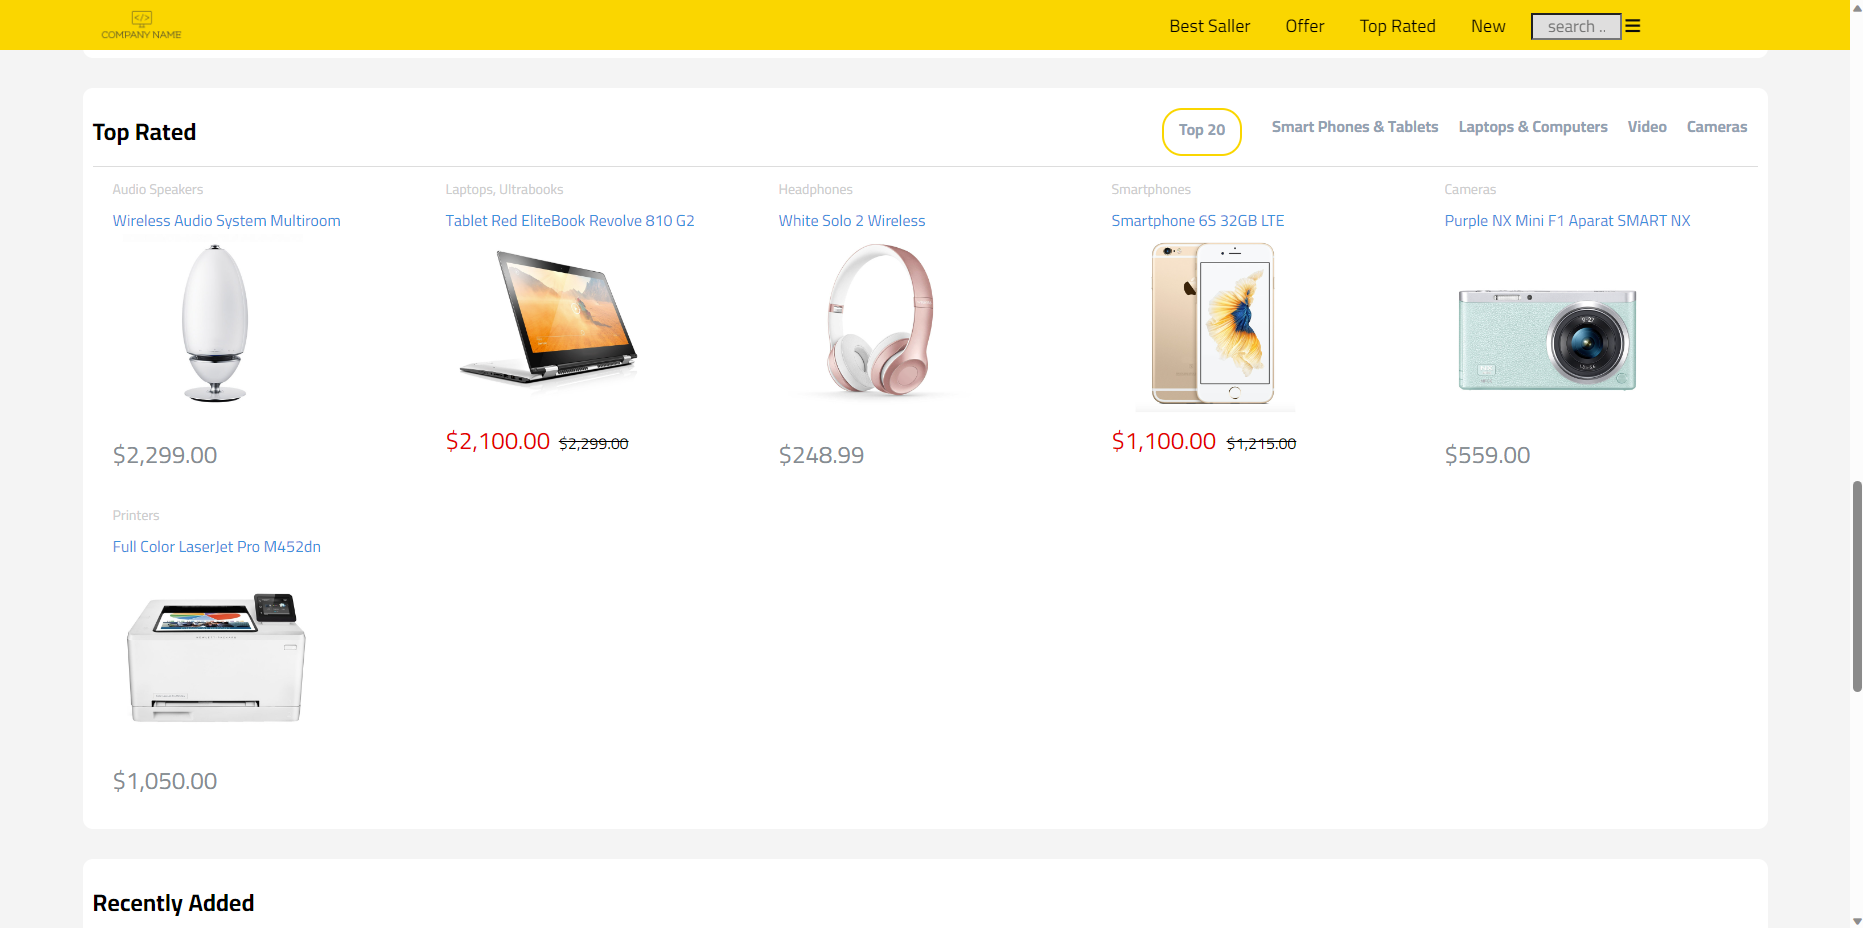 COMPANY NAME
Best Saller
Offer
Top Rated
New
search ..
Top Rated
Top 20
Smart Phones & Tablets
Laptops & Computers
Video
Cameras
Audio Speakers
Wireless Audio System Multiroom
$2,299.00
Laptops, Ultrabooks
Tablet Red EliteBook Revolve 810 G2
$2,100.00 $2,299.00
Headphones
White Solo 2 Wireless
$248.99
Smartphones
Smartphone 6S 32GB LTE
$1,100.00 $1,215.00
Cameras
Purple NX Mini F1 Aparat SMART NX
9-27
$559.00
Printers
Full Color LaserJet Pro M452dn
$1,050.00
Recently Added